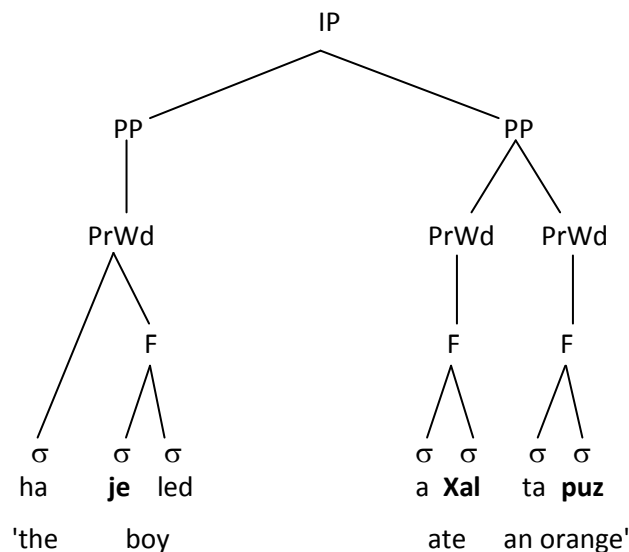 IP
PP PP
PrWd PrWd PrWd
F F F
σ σ σ σ σ σ σ
ha je led a Xal ta puz
'the boy ate an orange'